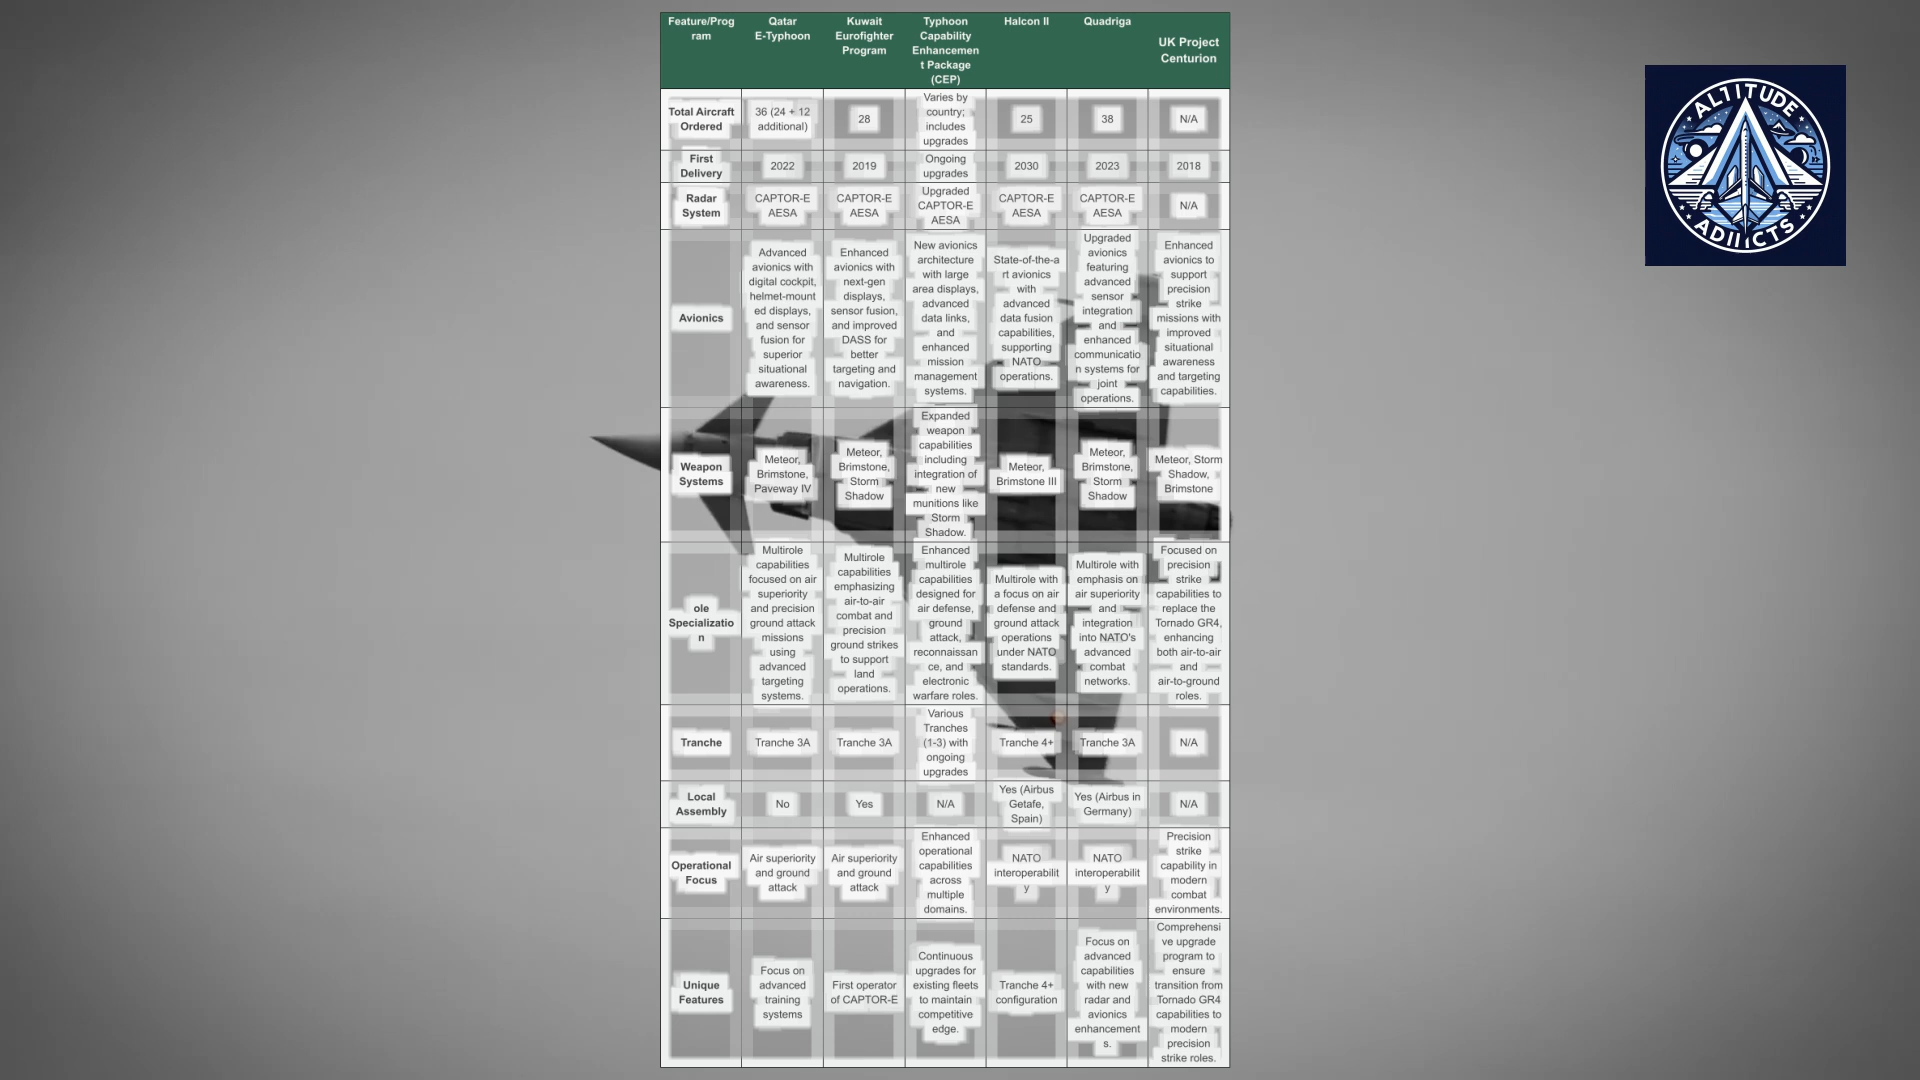 Feature/Prog
ram
Qatar
E-Typhoon
Kuwait
Eurofighter
Program
Typhoon
Capability
Enhancemen
t Package
(CEP)
Halcon II
Quadriga
UK Project
Centurion
Total Aircraft
Ordered
36 (24 + 12
additional)
28
Varies by
country;
includes
upgrades
25
38
N/A
First
Delivery
2022
2019
Ongoing
upgrades
2030
2023
2018
Radar
System
CAPTOR-E
AESA
CAPTOR-E
AESA
Upgraded
CAPTOR-E
AESA
CAPTOR-E
AESA
CAPTOR-E
AESA
N/A
Avionics
Advanced
avionics with
digital cockpit,
helmet-mount
ed displays,
and sensor
fusion for
superior
situational
awareness.
Enhanced
avionics with
next-gen
displays,
sensor fusion,
and improved
DASS for
better
targeting and
navigation.
New avionics
architecture
with large
area displays,
advanced
data links,
and
enhanced
mission
management
systems.
State-of-the-a
rt avionics
with
advanced
data fusion
capabilities,
supporting
NATO
operations.
Upgraded
avionics
featuring
advanced
sensor
integration
and
enhanced
communicatio
n systems for
joint
operations.
Enhanced
avionics to
support
precision
strike
missions with
improved
situational
awareness
and targeting
capabilities.
Weapon
Systems
Meteor,
Brimstone,
Paveway IV
Meteor,
Brimstone,
Storm
Shadow
Expanded
weapon
capabilities
including
integration of
new
munitions like
Storm
Shadow.
Meteor,
Brimstone III
Meteor,
Brimstone,
Storm
Shadow
Meteor, Storm
Shadow,
Brimstone
ole
Specializatio
n
Multirole
capabilities
focused on air
superiority
and precision
ground attack
missions
using
advanced
targeting
systems.
Multirole
capabilities
emphasizing
air-to-air
combat and
precision
ground strikes
to support
land
operations.
Enhanced
multirole
capabilities
designed for
air defense,
ground
attack,
reconnaissan
ce, and
electronic
warfare roles.
Multirole with
a focus on air
defense and
ground attack
operations
under NATO
standards.
Multirole with
emphasis on
air superiority
and
integration
into NATO's
advanced
combat
networks.
Focused on
precision
strike
capabilities to
replace the
Tornado GR4,
enhancing
both air-to-air
and
air-to-ground
roles.
Tranche
Tranche 3A
Tranche 3A
Various
Tranches
(1-3) with
ongoing
upgrades
Tranche 4+
Tranche 3A
N/A
Local
Assembly
No
Yes
N/A
Yes (Airbus
Getafe,
Spain)
Yes (Airbus in
Germany)
N/A
Operational
Focus
Air superiority
and ground
attack
Air superiority
and ground
attack
Enhanced
operational
capabilities
across
multiple
domains.
NATO
interoperabilit
y
NATO
interoperabilit
y
Precision
strike
capability in
modern
combat
environments.
Unique
Features
Focus on
advanced
training
systems
First operator
of CAPTOR-E
Continuous
upgrades for
existing fleets
to maintain
competitive
edge.
Tranche 4+
configuration
Focus on
advanced
capabilities
with new
radar and
avionics
enhancement
s.
Comprehensi
ve upgrade
program to
ensure
transition from
Tornado GR4
capabilities to
modern
precision
strike roles.
ALTITUDE
ADIICTS